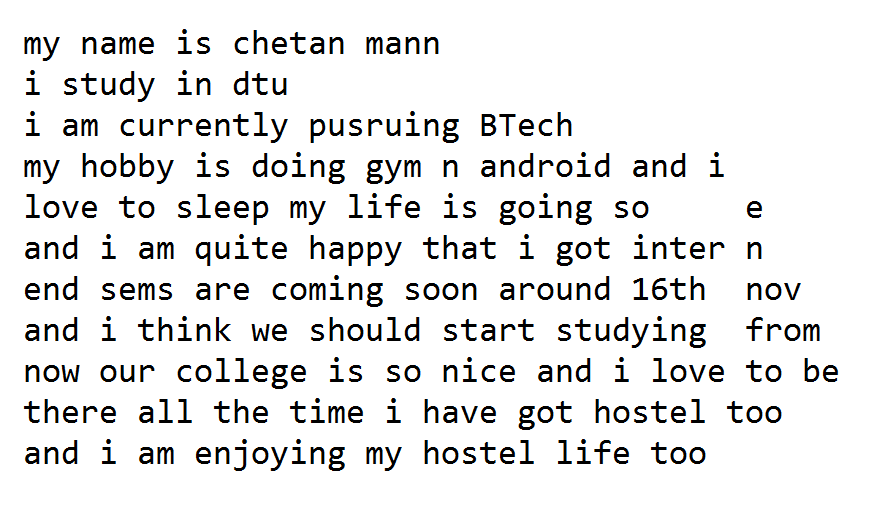 my name is chetan mann
i study in dtu
i am currently pusruing BTech
my hobby is doing gym n android and i
love to sleep my life is going so     e
and i am quite happy that i got inter n
end sems are coming soon around 16th  nov
and i think we should start studying  from
now our college is so nice and i love to be
there all the time i have got hostel too
and i am enjoying my hostel life too